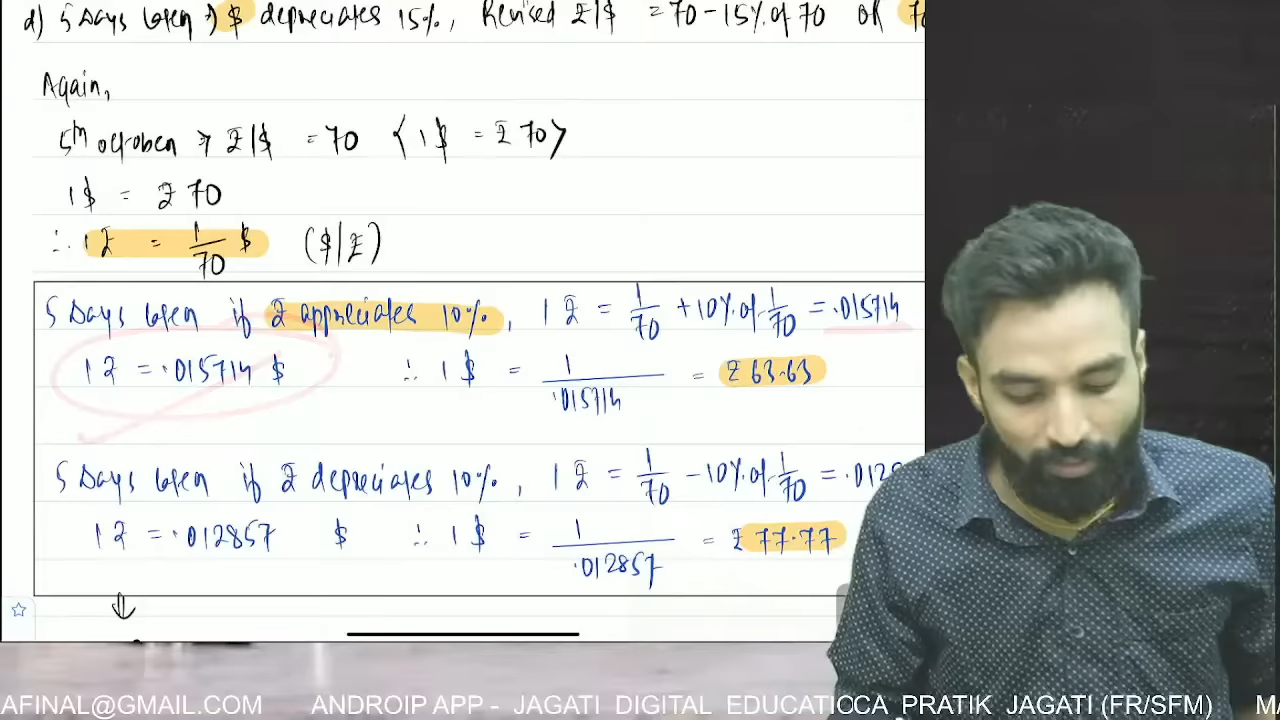 d) 5 Days later → $ depreciates 15%, Revised ₹/$ = 70 - 15% of 70 or 70
Again,
5th october → ₹/$ = 70 {1$ = ₹ 70}
1$ = ₹ 70
∴ 1₹ = 1/70 $ ($/₹)
5 Days later if ₹ appreciates 10%, 1₹ = 1/70 + 10% of 1/70 = .015714
1₹ = .015714 $ ∴ 1$ = 1/.015714 = ₹ 63.63
5 Days later if ₹ depreciates 10%, 1₹ = 1/70 - 10% of 1/70 = .012
1₹ = .012857 $ ∴ 1$ = 1/.012857 = ₹ 77.77
AFINAL@GMAIL.COM ANDROIP APP - JAGATI DIGITAL EDUCATIOCA PRATIK JAGATI (FR/SFM)